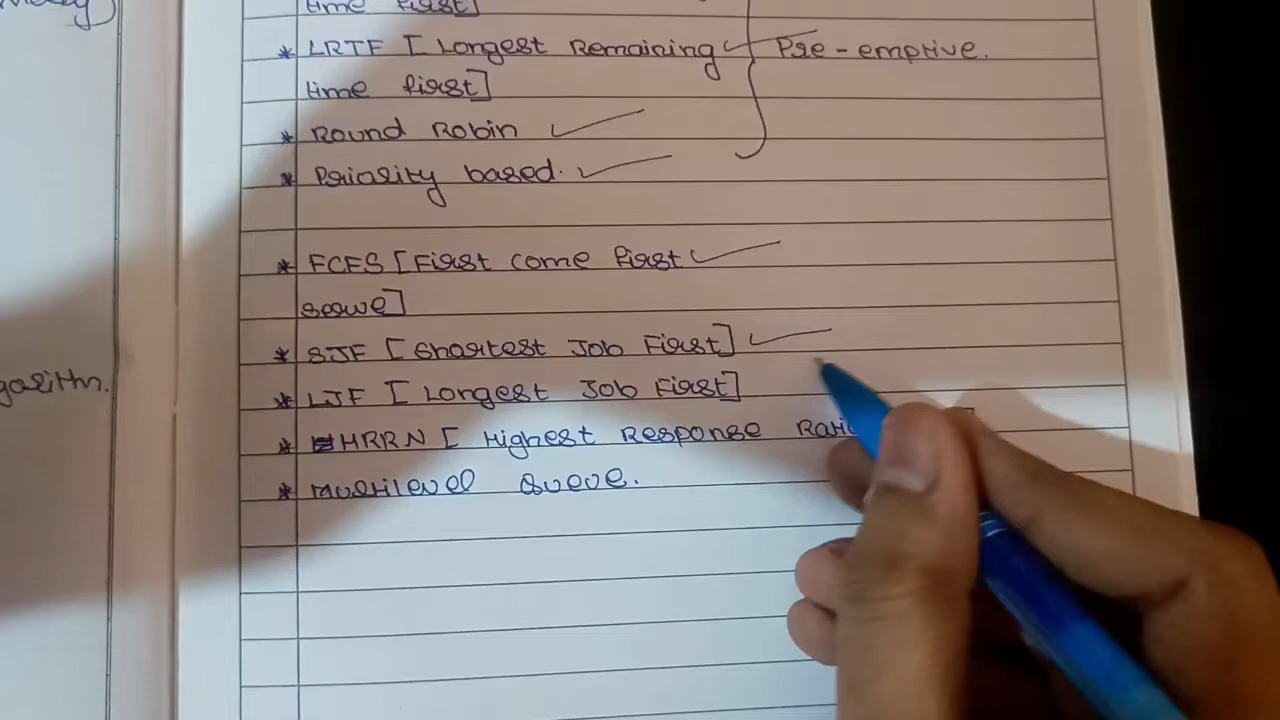 time first]
* LRTF [Longest Remaining Pre-emptive.
time first]
* Round Robin
* Priority based.
* FCFS [First come first
serve]
* SJF [Shortest Job First]
* LJF [Longest Job First]
* HRRN [Highest Response
* Multilevel Queue.